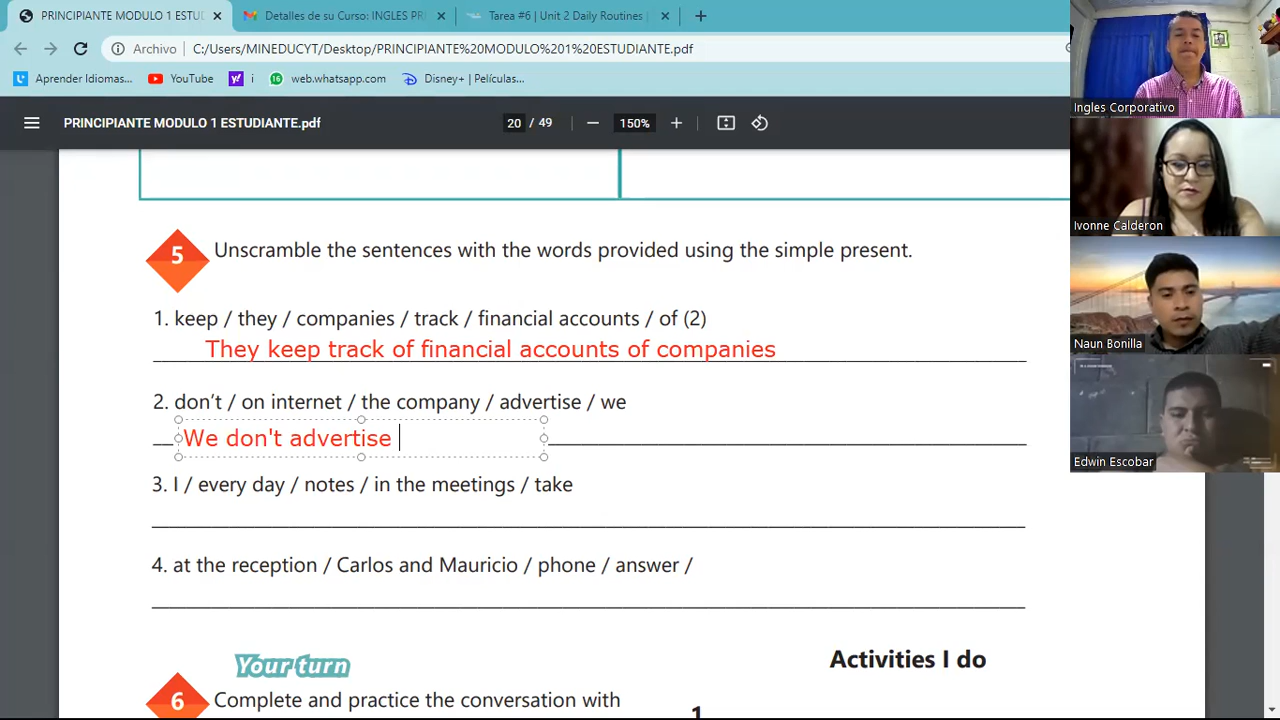 PRINCIPIANTE MODULO 1 ESTUD
Detalles de su Curso: INGLES PR
Tarea #6 | Unit 2 Daily Routines
Archivo C:/Users/MINEDUCYT/Desktop/PRINCIPIANTE%20MODULO%201%20ESTUDIANTE.pdf
Aprender Idiomas... YouTube i web.whatsapp.com Disney+ | Películas...
PRINCIPIANTE MODULO 1 ESTUDIANTE.pdf 20 / 49 150%
5 Unscramble the sentences with the words provided using the simple present.
1. keep / they / companies / track / financial accounts / of (2)
They keep track of financial accounts of companies
2. don't / on internet / the company / advertise / we
We don't advertise
3. I / every day / notes / in the meetings / take
4. at the reception / Carlos and Mauricio / phone / answer /
Your turn
Activities I do
6 Complete and practice the conversation with
1
Ingles Corporativo
Ivonne Calderon
Naun Bonilla
Edwin Escobar